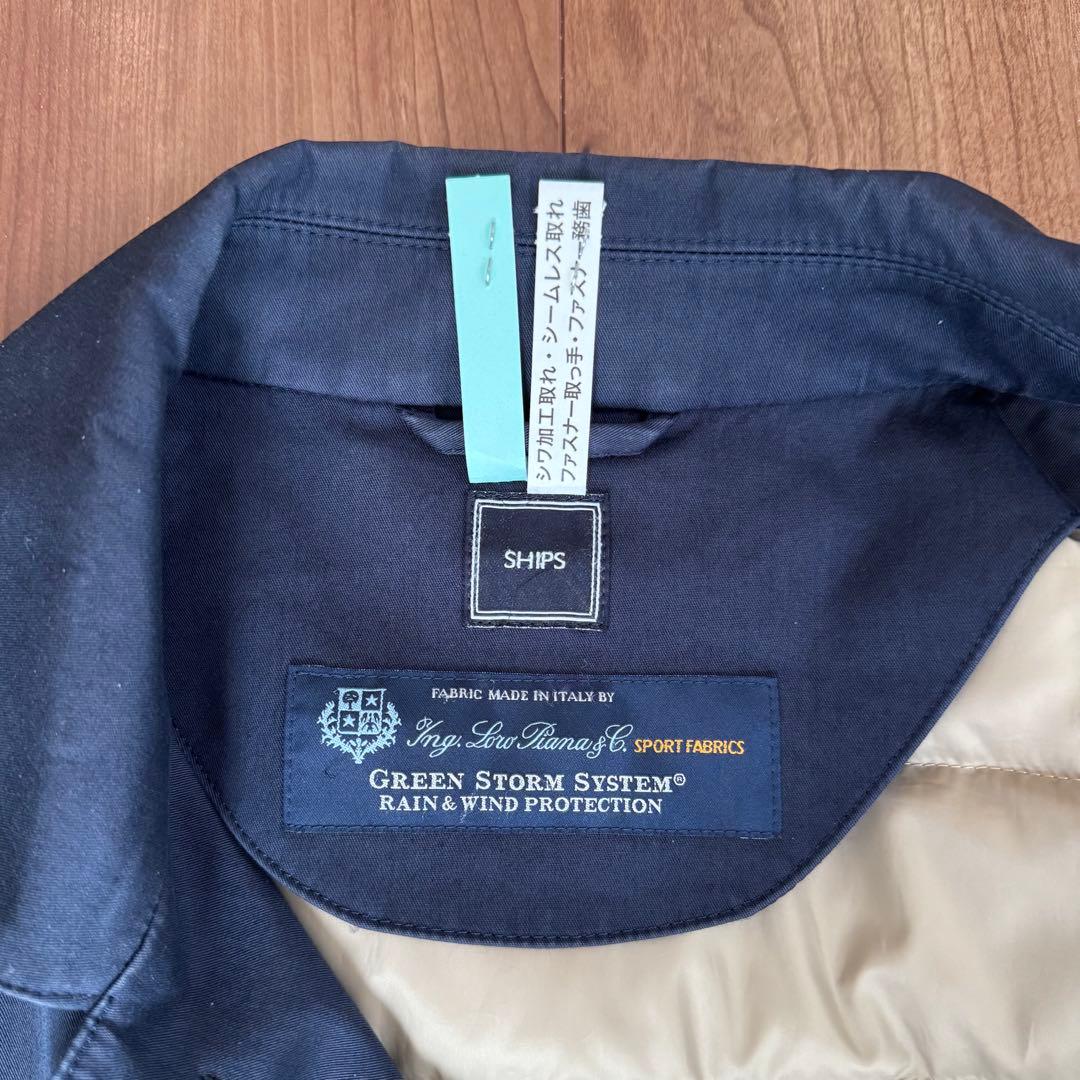 シワ加工取れ・シームレス取れ
ファスナー取っ手・ファスナー務歯
SHIPS
FABRIC MADE IN ITALY BY
Ing. Loro Piana & C. SPORT FABRICS
GREEN STORM SYSTEM®
RAIN & WIND PROTECTION